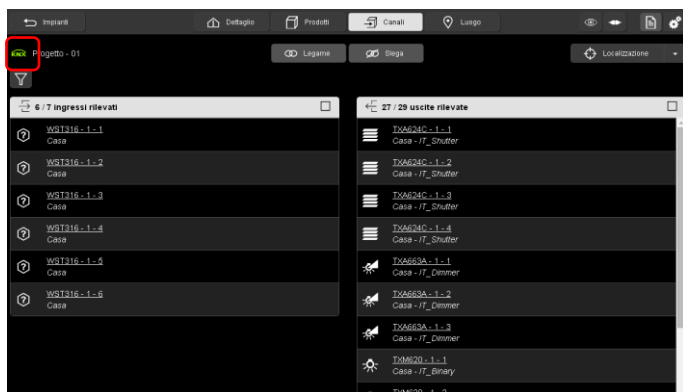 Impianti
Dettaglio
Prodotti
Canali
Luogo
KNX Progetto - 01
Legame
Slega
Localizzazione
6 / 7 ingressi rilevati
WST316 - 1 - 1
Casa
WST316 - 1 - 2
Casa
WST316 - 1 - 3
Casa
WST316 - 1 - 4
Casa
WST316 - 1 - 5
Casa
WST316 - 1 - 6
Casa
27 / 29 uscite rilevate
TXA624C - 1 - 1
Casa - IT_Shutter
TXA624C - 1 - 2
Casa - IT_Shutter
TXA624C - 1 - 3
Casa - IT_Shutter
TXA624C - 1 - 4
Casa - IT_Shutter
TXA663A - 1 - 1
Casa - IT_Dimmer
TXA663A - 1 - 2
Casa - IT_Dimmer
TXA663A - 1 - 3
Casa - IT_Dimmer
TXM620 - 1 - 1
Casa - IT_Binary
TXM620 - 1 - 2